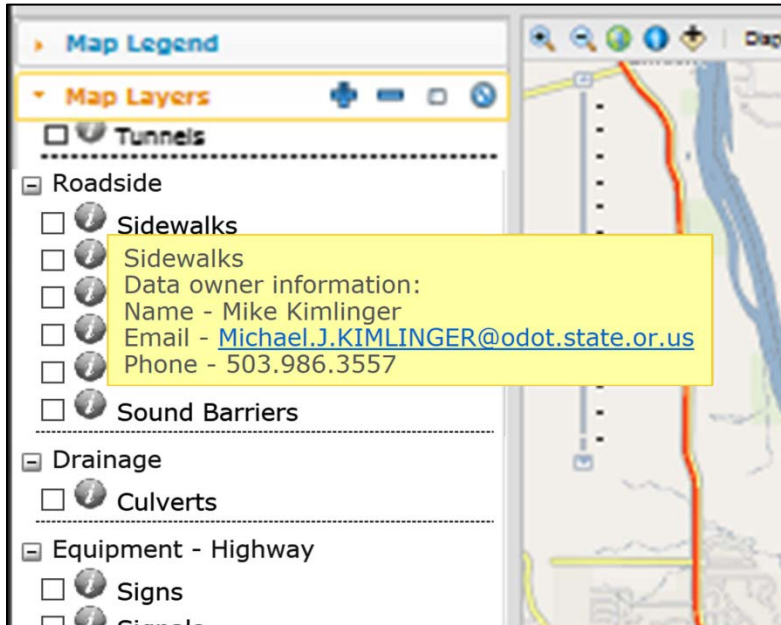 Map Legend
Map Layers
Tunnels
Roadside
Sidewalks
Sidewalks
Data owner information:
Name - Mike Kimlinger
Email - Michael.J.KIMLINGER@odot.state.or.us
Phone - 503.986.3557
Sound Barriers
Drainage
Culverts
Equipment - Highway
Signs
Signals